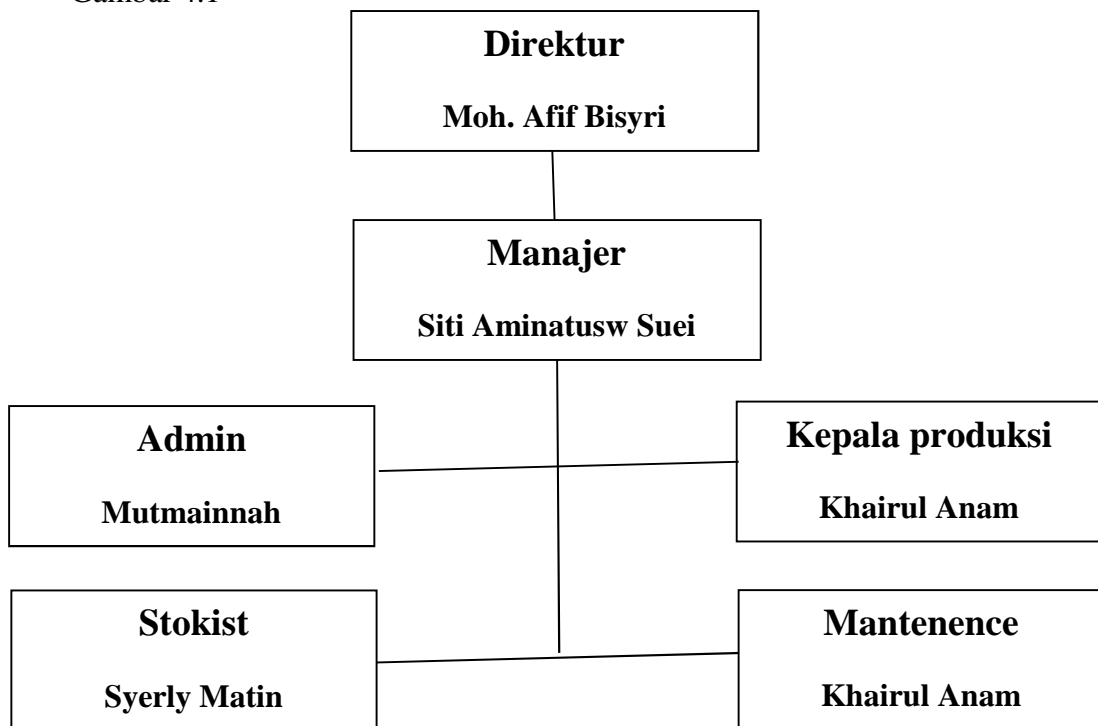 Gambar 4.1
Direktur
Moh. Afif Bisyri
Manajer
Siti Aminatusw Suei
Admin
Mutmainnah
Kepala produksi
Khairul Anam
Stokist
Syerly Matin
Mantenence
Khairul Anam